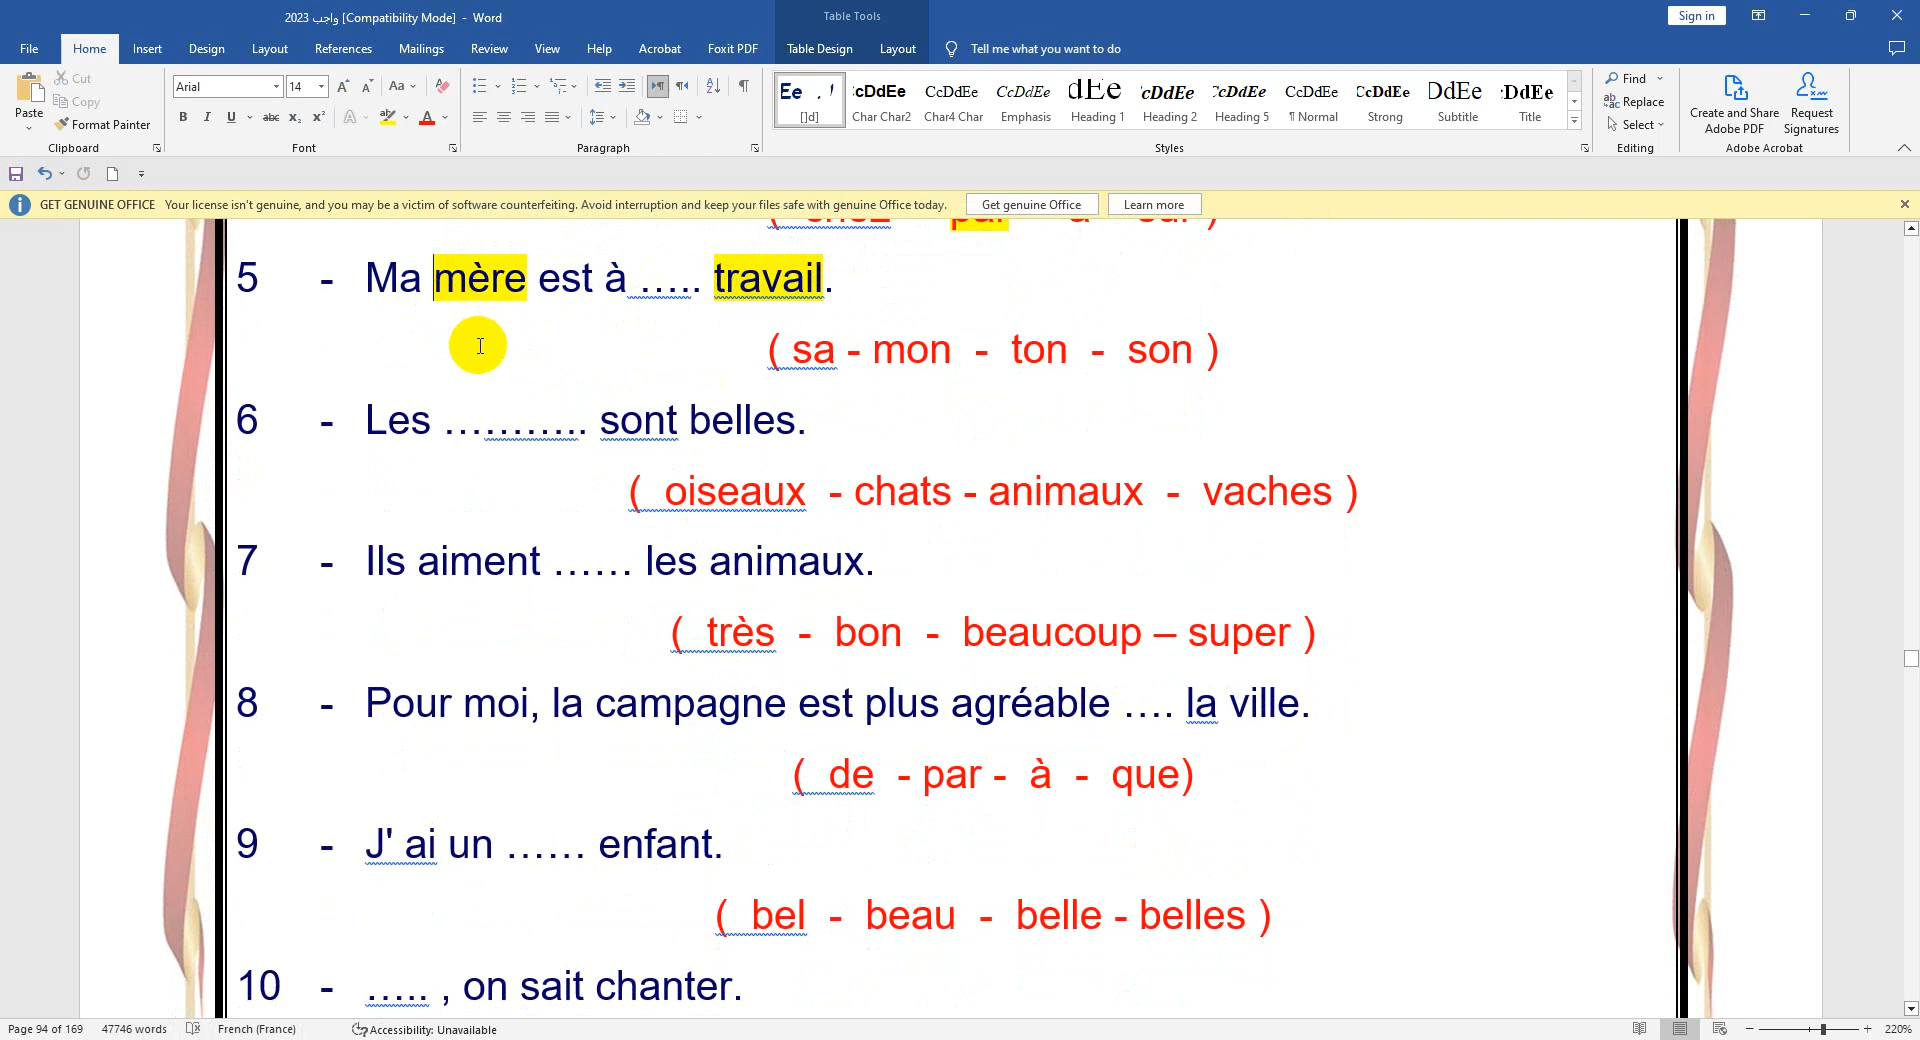 واجب 2023 [Compatibility Mode] - Word
Table Tools
Sign in
File Home Insert Design Layout References Mailings Review View Help Acrobat Foxit PDF Table Design Layout Tell me what you want to do
Paste
Cut
Copy
Format Painter
Clipboard
Arial 14
Font
Paragraph
[]d] Char Char2 Char4 Char Emphasis Heading 1 Heading 2 Heading 5 ¶ Normal Strong Subtitle Title
Styles
Find
Replace
Select
Editing
Create and Share Adobe PDF
Request Signatures
Adobe Acrobat
GET GENUINE OFFICE Your license isn't genuine, and you may be a victim of software counterfeiting. Avoid interruption and keep your files safe with genuine Office today. Get genuine Office Learn more
5 - Ma mère est à ….. travail.
( sa - mon - ton - son )
6 - Les ……….. sont belles.
( oiseaux - chats - animaux - vaches )
7 - Ils aiment …… les animaux.
( très - bon - beaucoup – super )
8 - Pour moi, la campagne est plus agréable …. la ville.
( de - par - à - que)
9 - J' ai un …… enfant.
( bel - beau - belle - belles )
10 - ….. , on sait chanter.
Page 94 of 169 47746 words French (France) Accessibility: Unavailable 220%